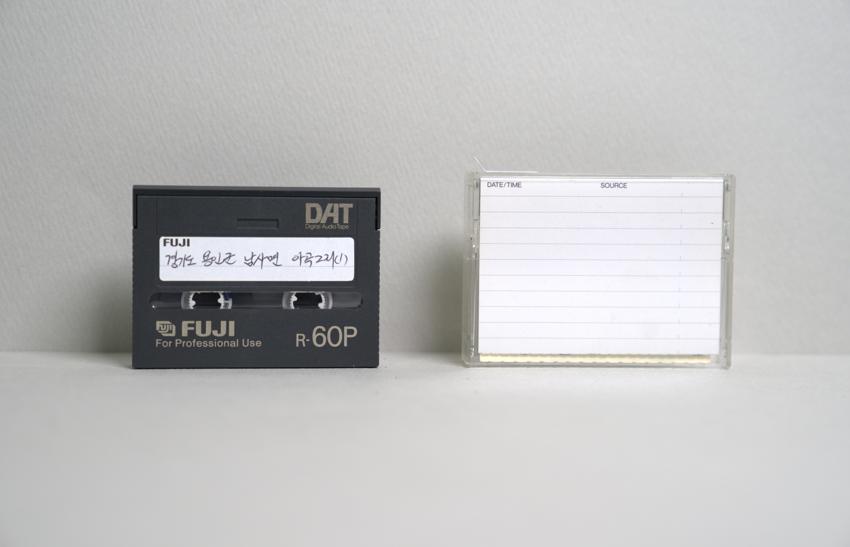 DAT
Digital Audio Tape
FUJI
경기도 용인군 남사면 아곡2리(1)
FUJI FUJI
For Professional Use
R-60P
DATE/TIME SOURCE